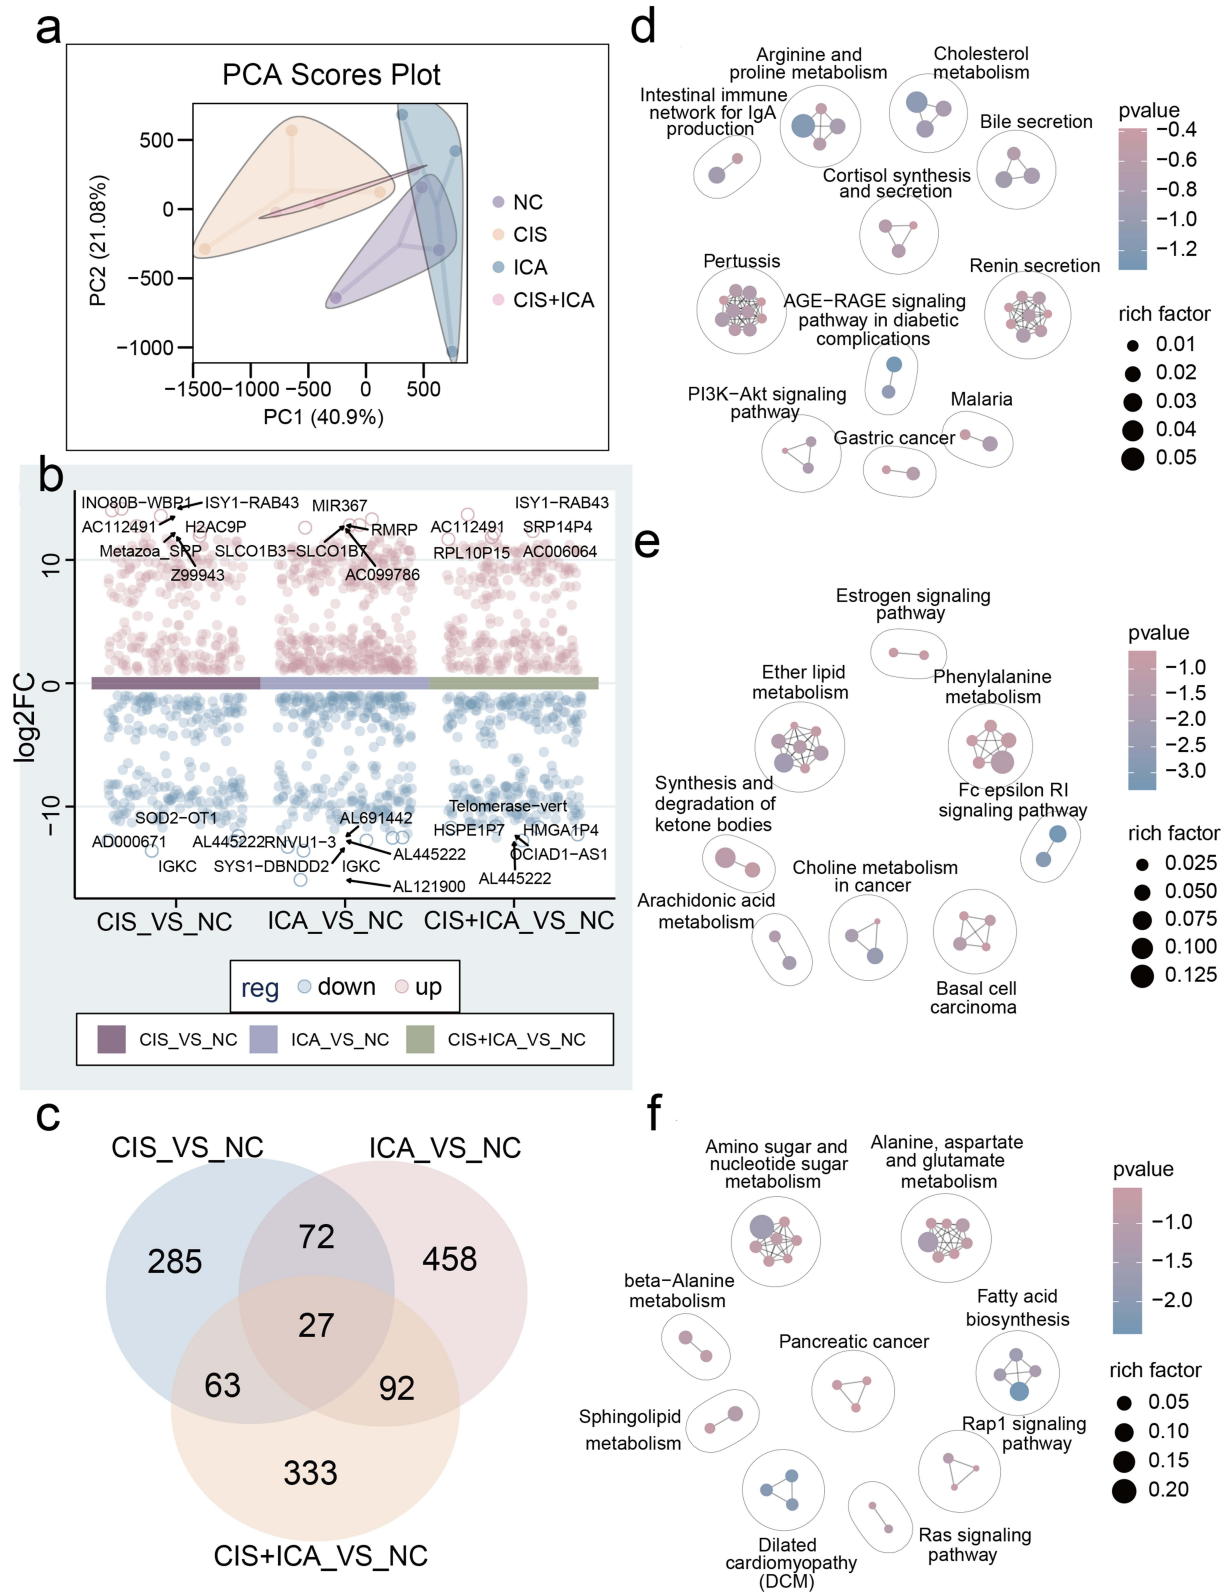 a
PCA Scores Plot
PC2 (21.08%)
500
0
−500
−1000
−1500
−1000
−500
0
500
PC1 (40.9%)
NC
CIS
ICA
CIS+ICA
b
log2FC
10
0
−10
INO80B−WBP1
ISY1−RAB43
AC112491
H2AC9P
Metazoa_SRP
Z99943
MIR367
RMRP
SLCO1B3−SLCO1B7
AC099786
ISY1−RAB43
AC112491
SRP14P4
RPL10P15
AC006064
SOD2−OT1
AD000671
AL445222
IGKC
AL691442
RNVU1−3
AL445222
SYS1−DBNDD2
IGKC
AL121900
Telomerase−vert
HSPE1P7
HMGA1P4
OCIAD1−AS1
AL445222
CIS_VS_NC
ICA_VS_NC
CIS+ICA_VS_NC
reg
down
up
CIS_VS_NC
ICA_VS_NC
CIS+ICA_VS_NC
c
CIS_VS_NC
ICA_VS_NC
285
72
458
27
63
92
333
CIS+ICA_VS_NC
d
Arginine and
proline metabolism
Cholesterol
metabolism
Intestinal immune
network for IgA
production
Bile secretion
Cortisol synthesis
and secretion
Pertussis
Renin secretion
AGE−RAGE signaling
pathway in diabetic
complications
PI3K−Akt signaling
pathway
Malaria
Gastric cancer
pvalue
−0.4
−0.6
−0.8
−1.0
−1.2
rich factor
0.01
0.02
0.03
0.04
0.05
e
Estrogen signaling
pathway
Ether lipid
metabolism
Phenylalanine
metabolism
Synthesis and
degradation of
ketone bodies
Fc epsilon RI
signaling pathway
Choline metabolism
in cancer
Arachidonic acid
metabolism
Basal cell
carcinoma
pvalue
−1.0
−1.5
−2.0
−2.5
−3.0
rich factor
0.025
0.050
0.075
0.100
0.125
f
Amino sugar and
nucleotide sugar
metabolism
Alanine, aspartate
and glutamate
metabolism
beta−Alanine
metabolism
Fatty acid
biosynthesis
Pancreatic cancer
Sphingolipid
metabolism
Rap1 signaling
pathway
Dilated
cardiomyopathy
(DCM)
Ras signaling
pathway
pvalue
−1.0
−1.5
−2.0
rich factor
0.05
0.10
0.15
0.20